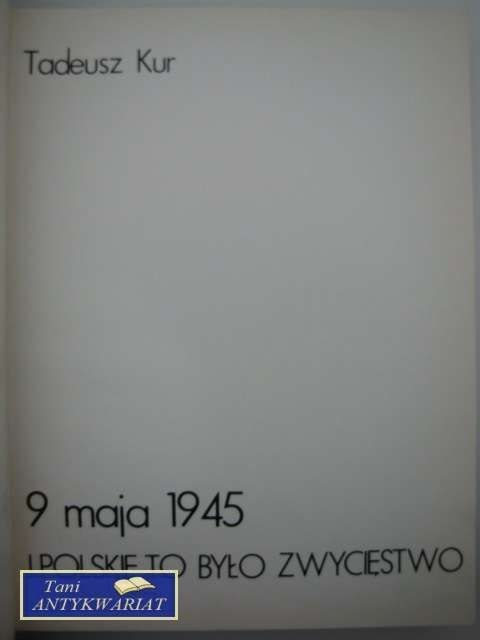 Tadeusz Kur
9 maja 1945
I POLSKIE TO BYŁO ZWYCIĘSTWO
Tani
ANTYKWARIAT